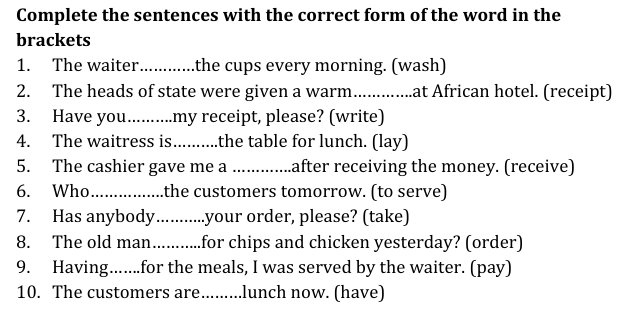 Complete the sentences with the correct form of the word in the
brackets
1. The waiter............the cups every morning. (wash)
2. The heads of state were given a warm.............at African hotel. (receipt)
3. Have you..........my receipt, please? (write)
4. The waitress is..........the table for lunch. (lay)
5. The cashier gave me a .............after receiving the money. (receive)
6. Who................the customers tomorrow. (to serve)
7. Has anybody...........your order, please? (take)
8. The old man...........for chips and chicken yesterday? (order)
9. Having.......for the meals, I was served by the waiter. (pay)
10. The customers are.........lunch now. (have)